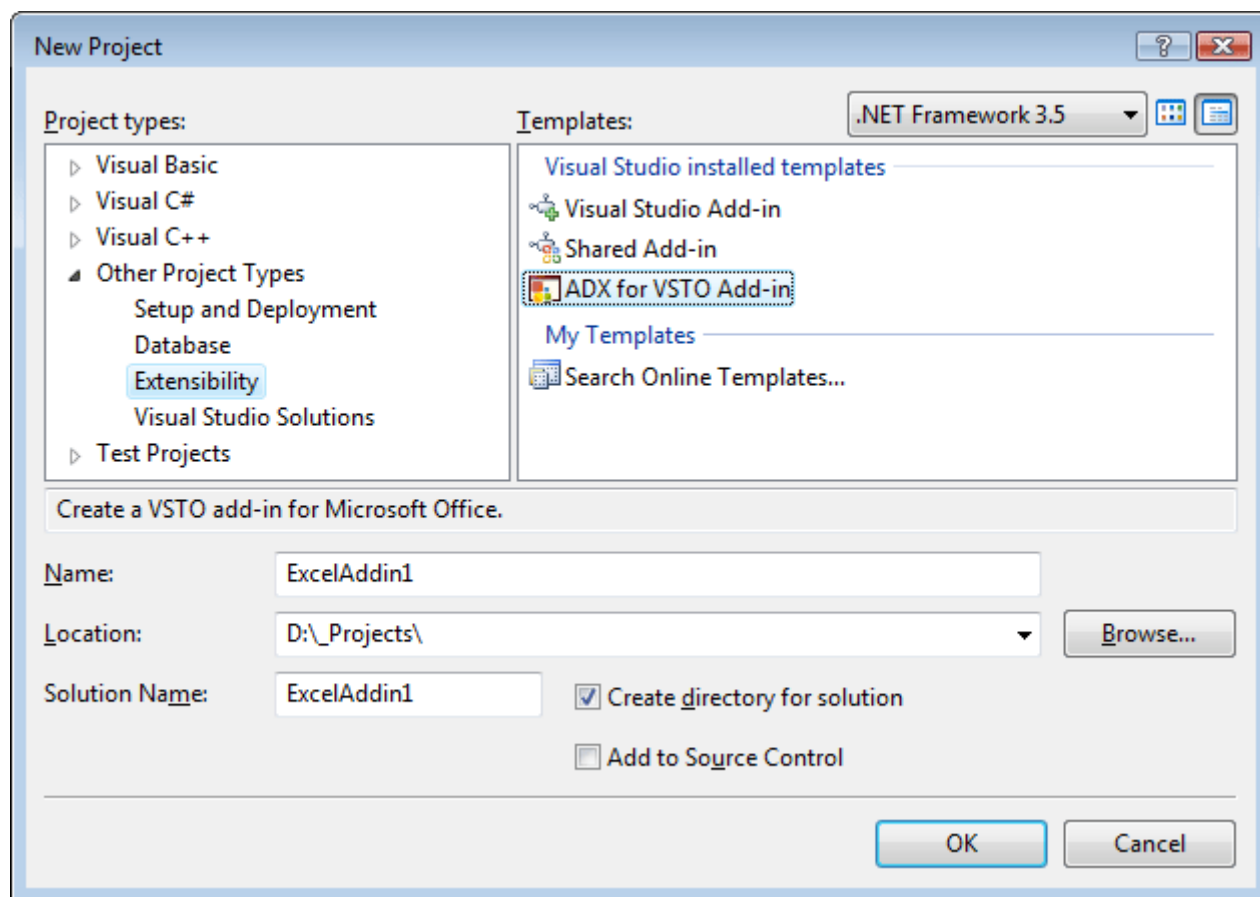 New Project
?
Project types:
Templates:
.NET Framework 3.5
Visual Basic
Visual C#
Visual C++
Other Project Types
Setup and Deployment
Database
Extensibility
Visual Studio Solutions
Test Projects
Visual Studio installed templates
Visual Studio Add-in
Shared Add-in
ADX for VSTO Add-in
My Templates
Search Online Templates...
Create a VSTO add-in for Microsoft Office.
Name:
ExcelAddin1
Location:
D:\_Projects\
Browse...
Solution Name:
ExcelAddin1
Create directory for solution
Add to Source Control
OK
Cancel